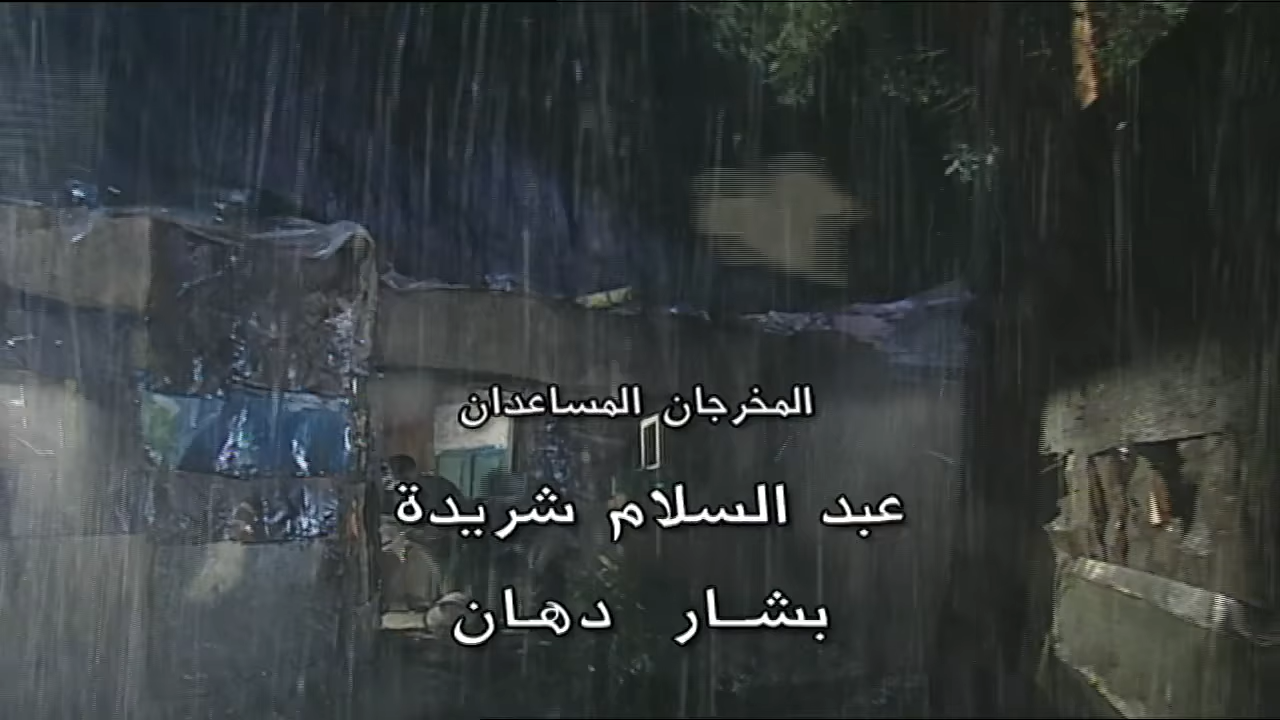 المخرجان المساعدان
عبد السلام شريدة
بشار دهان